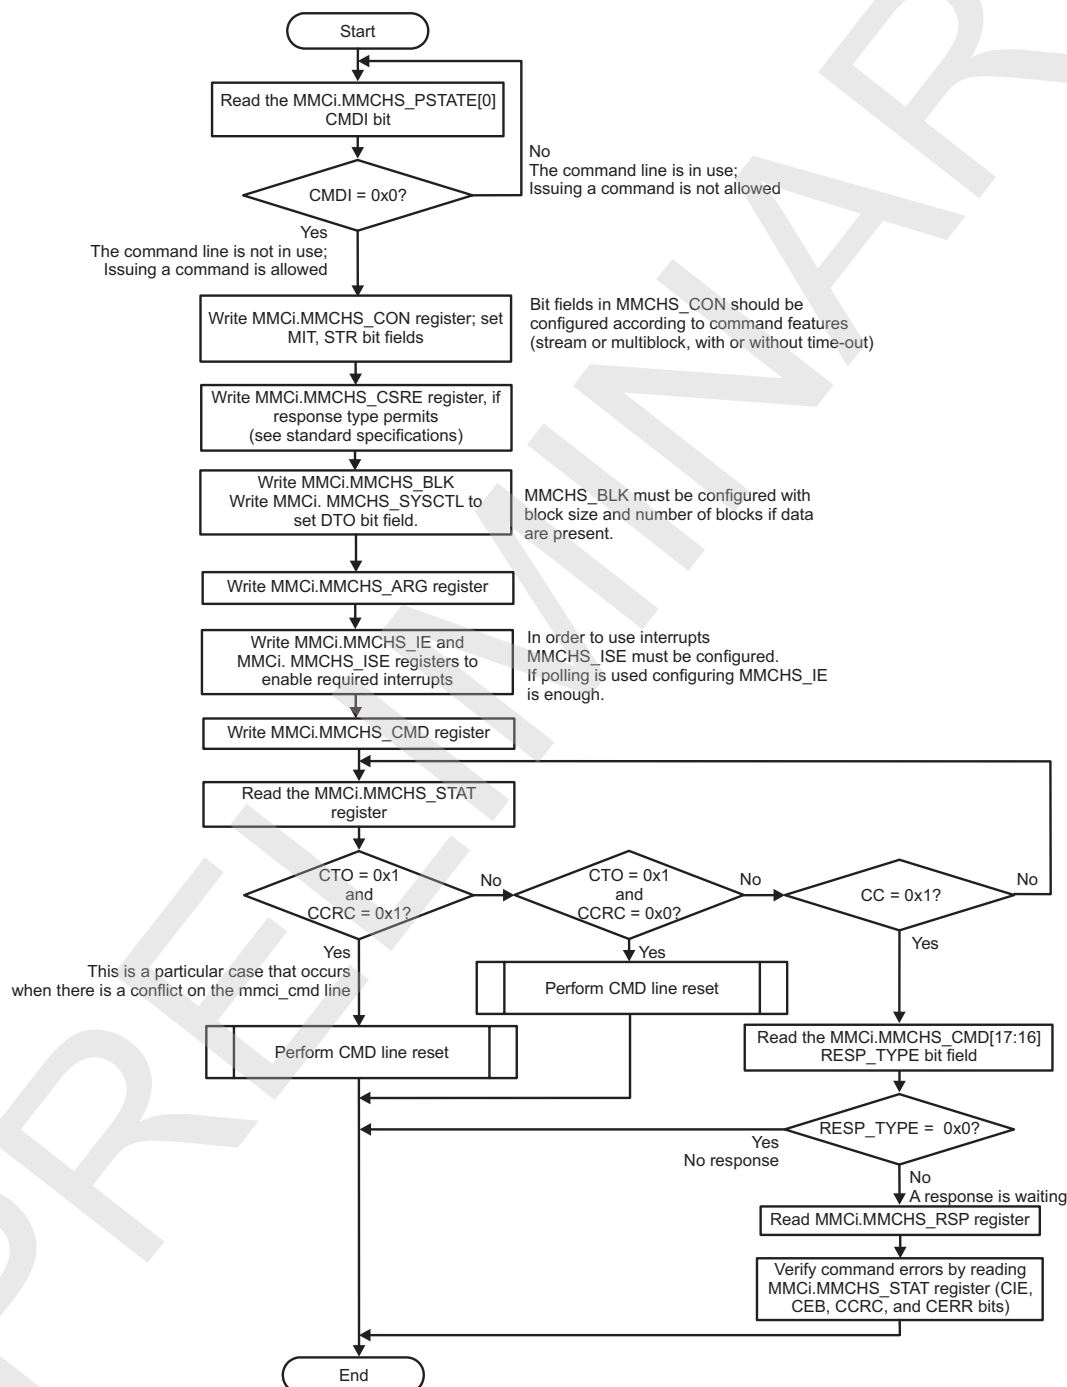 Start
Read the MMCi.MMCHS_PSTATE[0]
CMDI bit
No
The command line is in use;
Issuing a command is not allowed
CMDI = 0x0?
Yes
The command line is not in use;
Issuing a command is allowed
Write MMCi.MMCHS_CON register; set
MIT, STR bit fields
Bit fields in MMCHS_CON should be
configured according to command features
(stream or multiblock, with or without time-out)
Write MMCi.MMCHS_CSRE register, if
response type permits
(see standard specifications)
Write MMCi.MMCHS_BLK
Write MMCi. MMCHS_SYSCTL to
set DTO bit field.
MMCHS_BLK must be configured with
block size and number of blocks if data
are present.
Write MMCi.MMCHS_ARG register
Write MMCi.MMCHS_IE and
MMCi. MMCHS_ISE registers to
enable required interrupts
In order to use interrupts
MMCHS_ISE must be configured.
If polling is used configuring MMCHS_IE
is enough.
Write MMCi.MMCHS_CMD register
Read the MMCi.MMCHS_STAT
register
CTO = 0x1
and
CCRC = 0x1?
No
CTO = 0x1
and
CCRC = 0x0?
No
CC = 0x1?
No
Yes
This is a particular case that occurs
when there is a conflict on the mmci_cmd line
Yes
Yes
Perform CMD line reset
Perform CMD line reset
Read the MMCi.MMCHS_CMD[17:16]
RESP_TYPE bit field
RESP_TYPE = 0x0?
Yes
No response
No
A response is waiting
Read MMCi.MMCHS_RSP register
Verify command errors by reading
MMCi.MMCHS_STAT register (CIE,
CEB, CCRC, and CERR bits)
End
PRELIMINAR